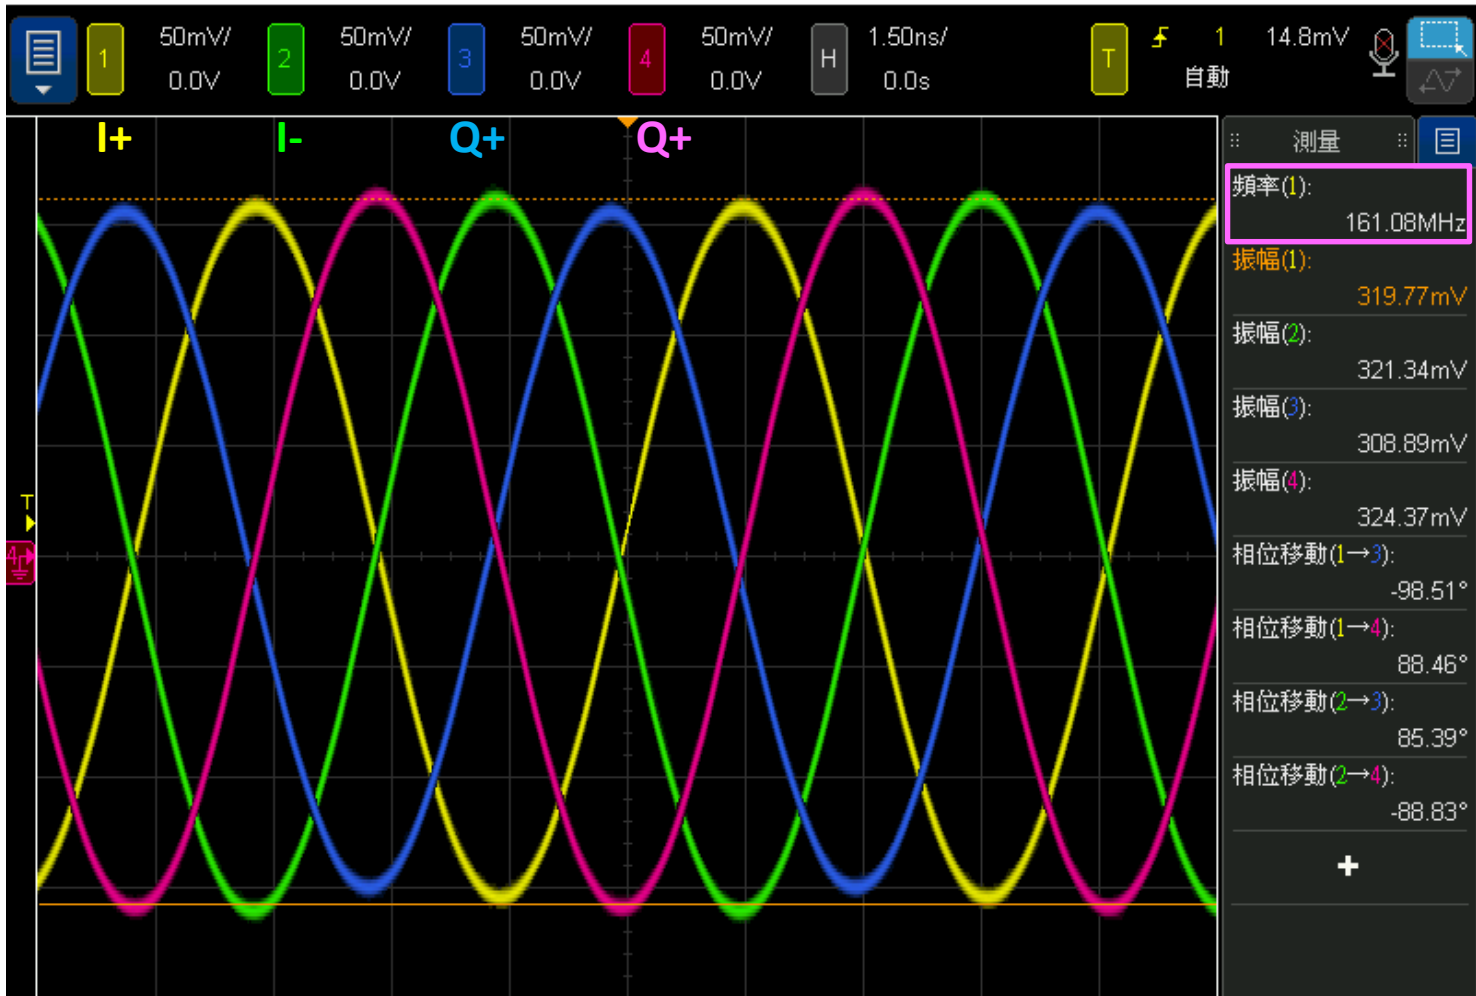 1 50mV/ 2 50mV/ 3 50mV/ 4 50mV/ H 1.50ns/ T 1 14.8mV
0.0V 0.0V 0.0V 0.0V 0.0s 自動
I+ I- Q+ Q+
測量
頻率(1):
161.08MHz
振幅(1):
319.77mV
振幅(2):
321.34mV
振幅(3):
308.89mV
振幅(4):
324.37mV
相位移動(1→3):
-98.51°
相位移動(1→4):
88.46°
相位移動(2→3):
85.39°
相位移動(2→4):
-88.83°
+
T
4